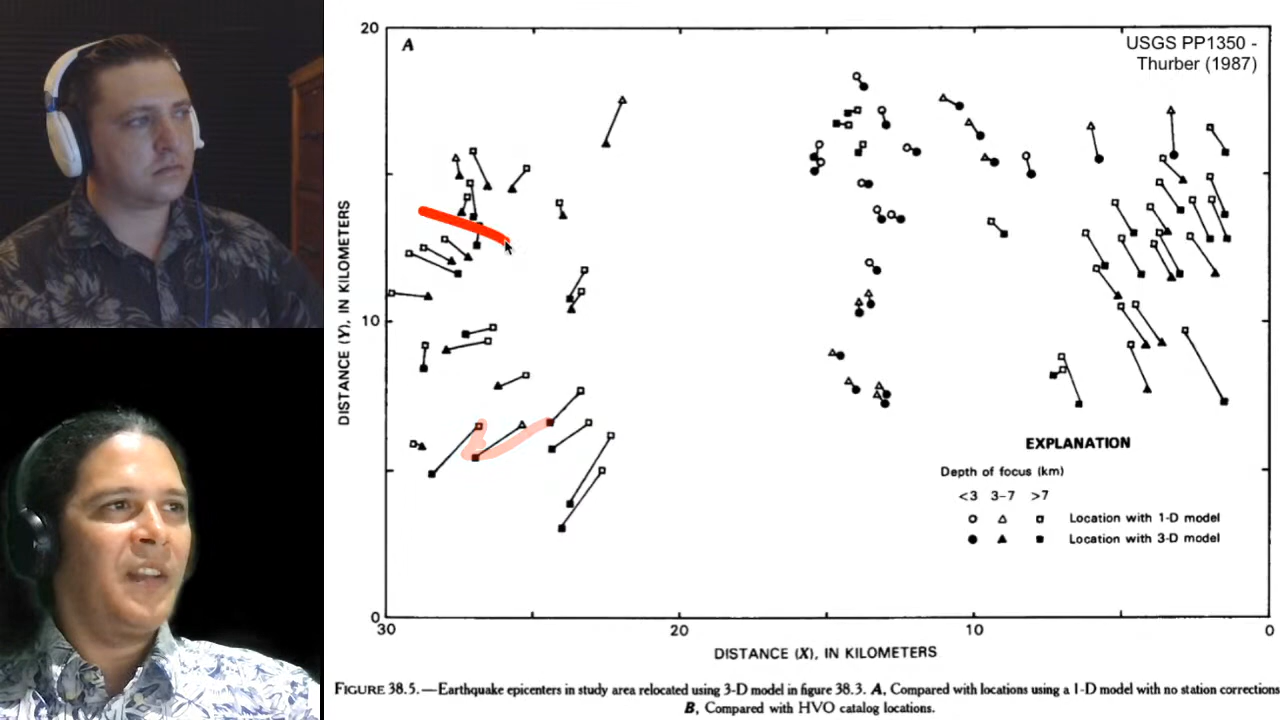 A
USGS PP1350 -
Thurber (1987)
20
10
0
DISTANCE (Y), IN KILOMETERS
30
20
10
0
DISTANCE (X), IN KILOMETERS
EXPLANATION
Depth of focus (km)
<3 3-7 >7
Location with 1-D model
Location with 3-D model
FIGURE 38.5.—Earthquake epicenters in study area relocated using 3-D model in figure 38.3. A, Compared with locations using a 1-D model with no station corrections
B, Compared with HVO catalog locations.